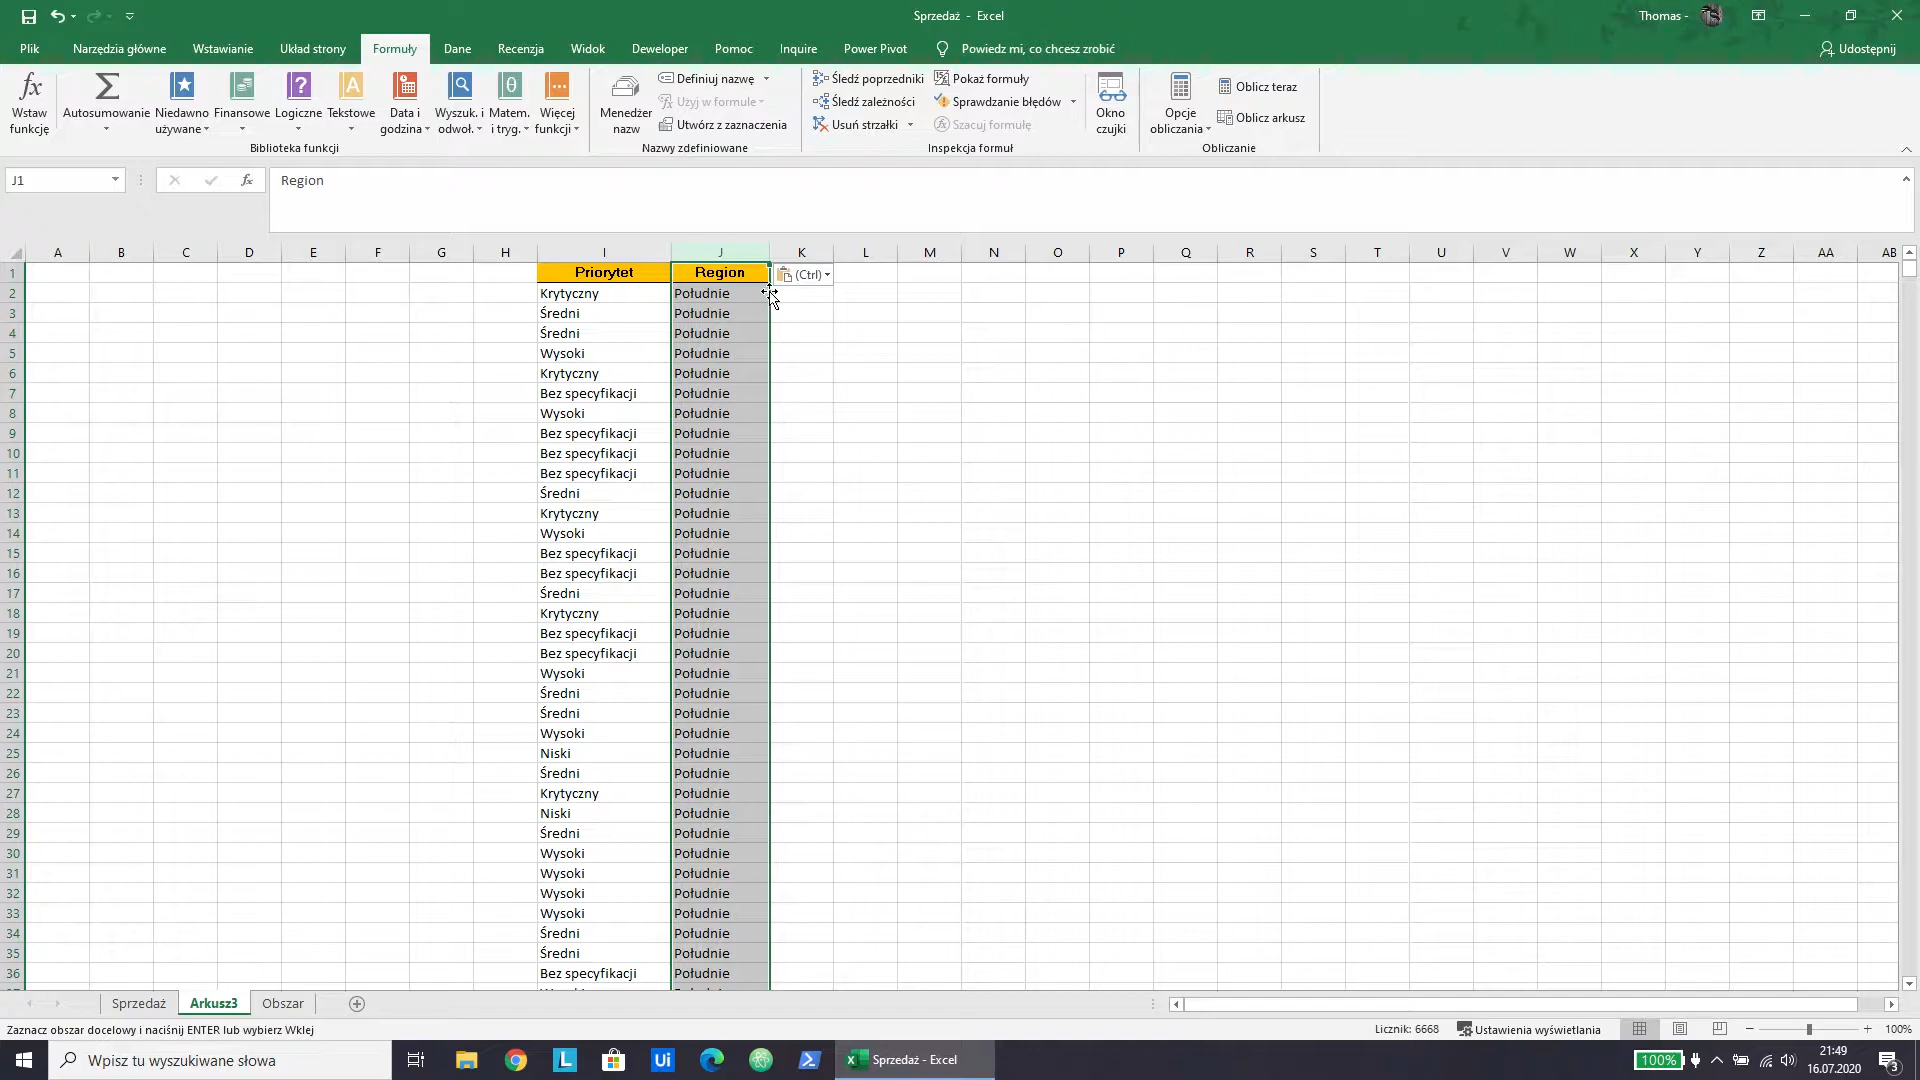 Sprzedaż - Excel
Thomas -
Plik Narzędzia główne Wstawianie Układ strony Formuły Dane Recenzja Widok Deweloper Pomoc Inquire Power Pivot Powiedz mi, co chcesz zrobić Udostępnij
Wstaw funkcję
Autosumowanie
Niedawno używane
Finansowe
Logiczne
Tekstowe
Data i godzina
Wyszuk. i odwoł.
Matem. i tryg.
Więcej funkcji
Biblioteka funkcji
Menedżer nazw
Definiuj nazwę
Użyj w formule
Utwórz z zaznaczenia
Nazwy zdefiniowane
Śledź poprzedniki
Śledź zależności
Usuń strzałki
Pokaż formuły
Sprawdzanie błędów
Szacuj formułę
Inspekcja formuł
Okno czujki
Opcje obliczania
Oblicz teraz
Oblicz arkusz
Obliczanie
J1 fx Region
A B C D E F G H I J K L M N O P Q R S T U V W X Y Z AA AB
1 Priorytet Region (Ctrl)
2 Krytyczny Południe
3 Średni Południe
4 Średni Południe
5 Wysoki Południe
6 Krytyczny Południe
7 Bez specyfikacji Południe
8 Wysoki Południe
9 Bez specyfikacji Południe
10 Bez specyfikacji Południe
11 Bez specyfikacji Południe
12 Średni Południe
13 Krytyczny Południe
14 Wysoki Południe
15 Bez specyfikacji Południe
16 Bez specyfikacji Południe
17 Średni Południe
18 Krytyczny Południe
19 Bez specyfikacji Południe
20 Bez specyfikacji Południe
21 Wysoki Południe
22 Średni Południe
23 Średni Południe
24 Wysoki Południe
25 Niski Południe
26 Średni Południe
27 Krytyczny Południe
28 Niski Południe
29 Średni Południe
30 Wysoki Południe
31 Wysoki Południe
32 Wysoki Południe
33 Wysoki Południe
34 Średni Południe
35 Średni Południe
36 Bez specyfikacji Południe
Sprzedaż Arkusz3 Obszar
Zaznacz obszar docelowy i naciśnij ENTER lub wybierz Wklej
Licznik: 6668 Ustawienia wyświetlania 100%
Wpisz tu wyszukiwane słowa
L
Ui
Sprzedaż - Excel
100%
21:49
16.07.2020
3